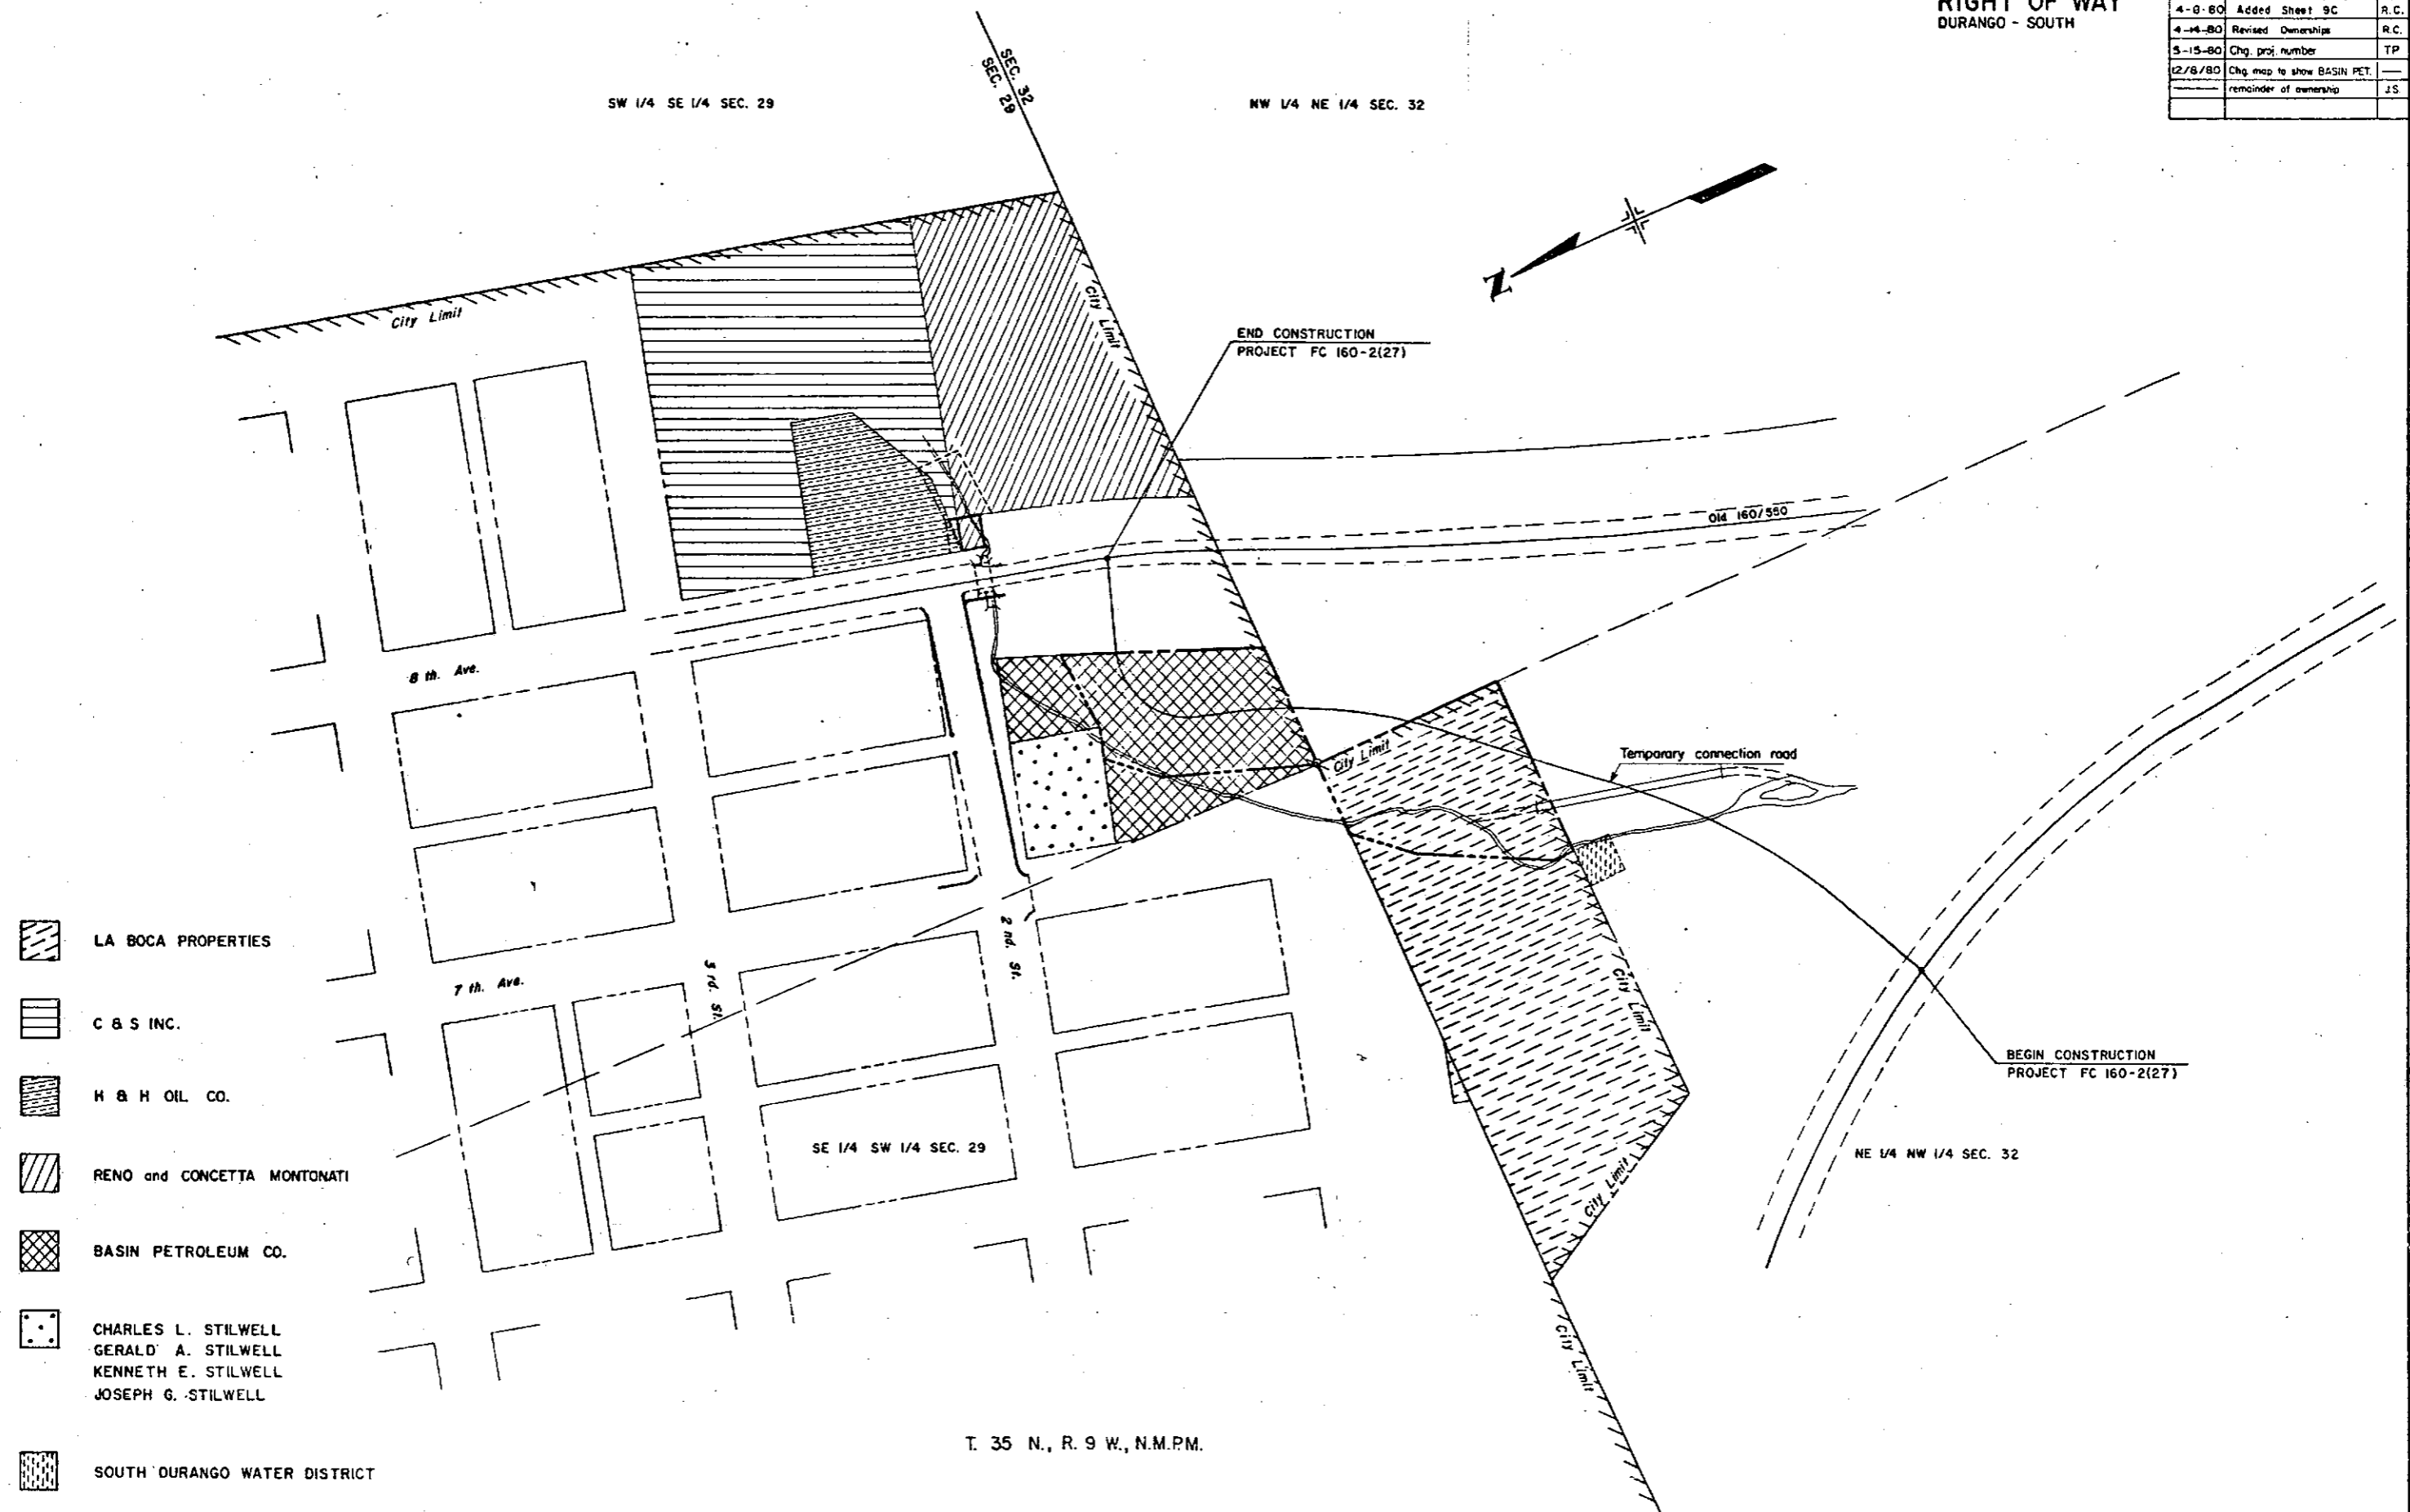 RIGHT OF WAY
DURANGO - SOUTH
4-8-80 Added Sheet 9C R.C.
4-14-80 Revised Ownerships R.C.
5-15-80 Chg. proj. number TP
12/8/80 Chg. map to show BASIN PET.
remainder of ownership J.S.
SW 1/4 SE 1/4 SEC. 29
SEC. 32
SEC. 29
NW 1/4 NE 1/4 SEC. 32
N
City Limit
City Limit
END CONSTRUCTION
PROJECT FC 160-2(27)
Old 160/550
8 th. Ave.
City Limit
Temporary connection road
LA BOCA PROPERTIES
2 nd. St.
3 rd. St.
7 th. Ave.
City Limit
C & S INC.
BEGIN CONSTRUCTION
PROJECT FC 160-2(27)
H & H OIL CO.
SE 1/4 SW 1/4 SEC. 29
NE 1/4 NW 1/4 SEC. 32
RENO and CONCETTA MONTONATI
City Limit
BASIN PETROLEUM CO.
CHARLES L. STILWELL
GERALD A. STILWELL
KENNETH E. STILWELL
JOSEPH G. STILWELL
City Limit
T. 35 N., R. 9 W., N.M.P.M.
SOUTH DURANGO WATER DISTRICT